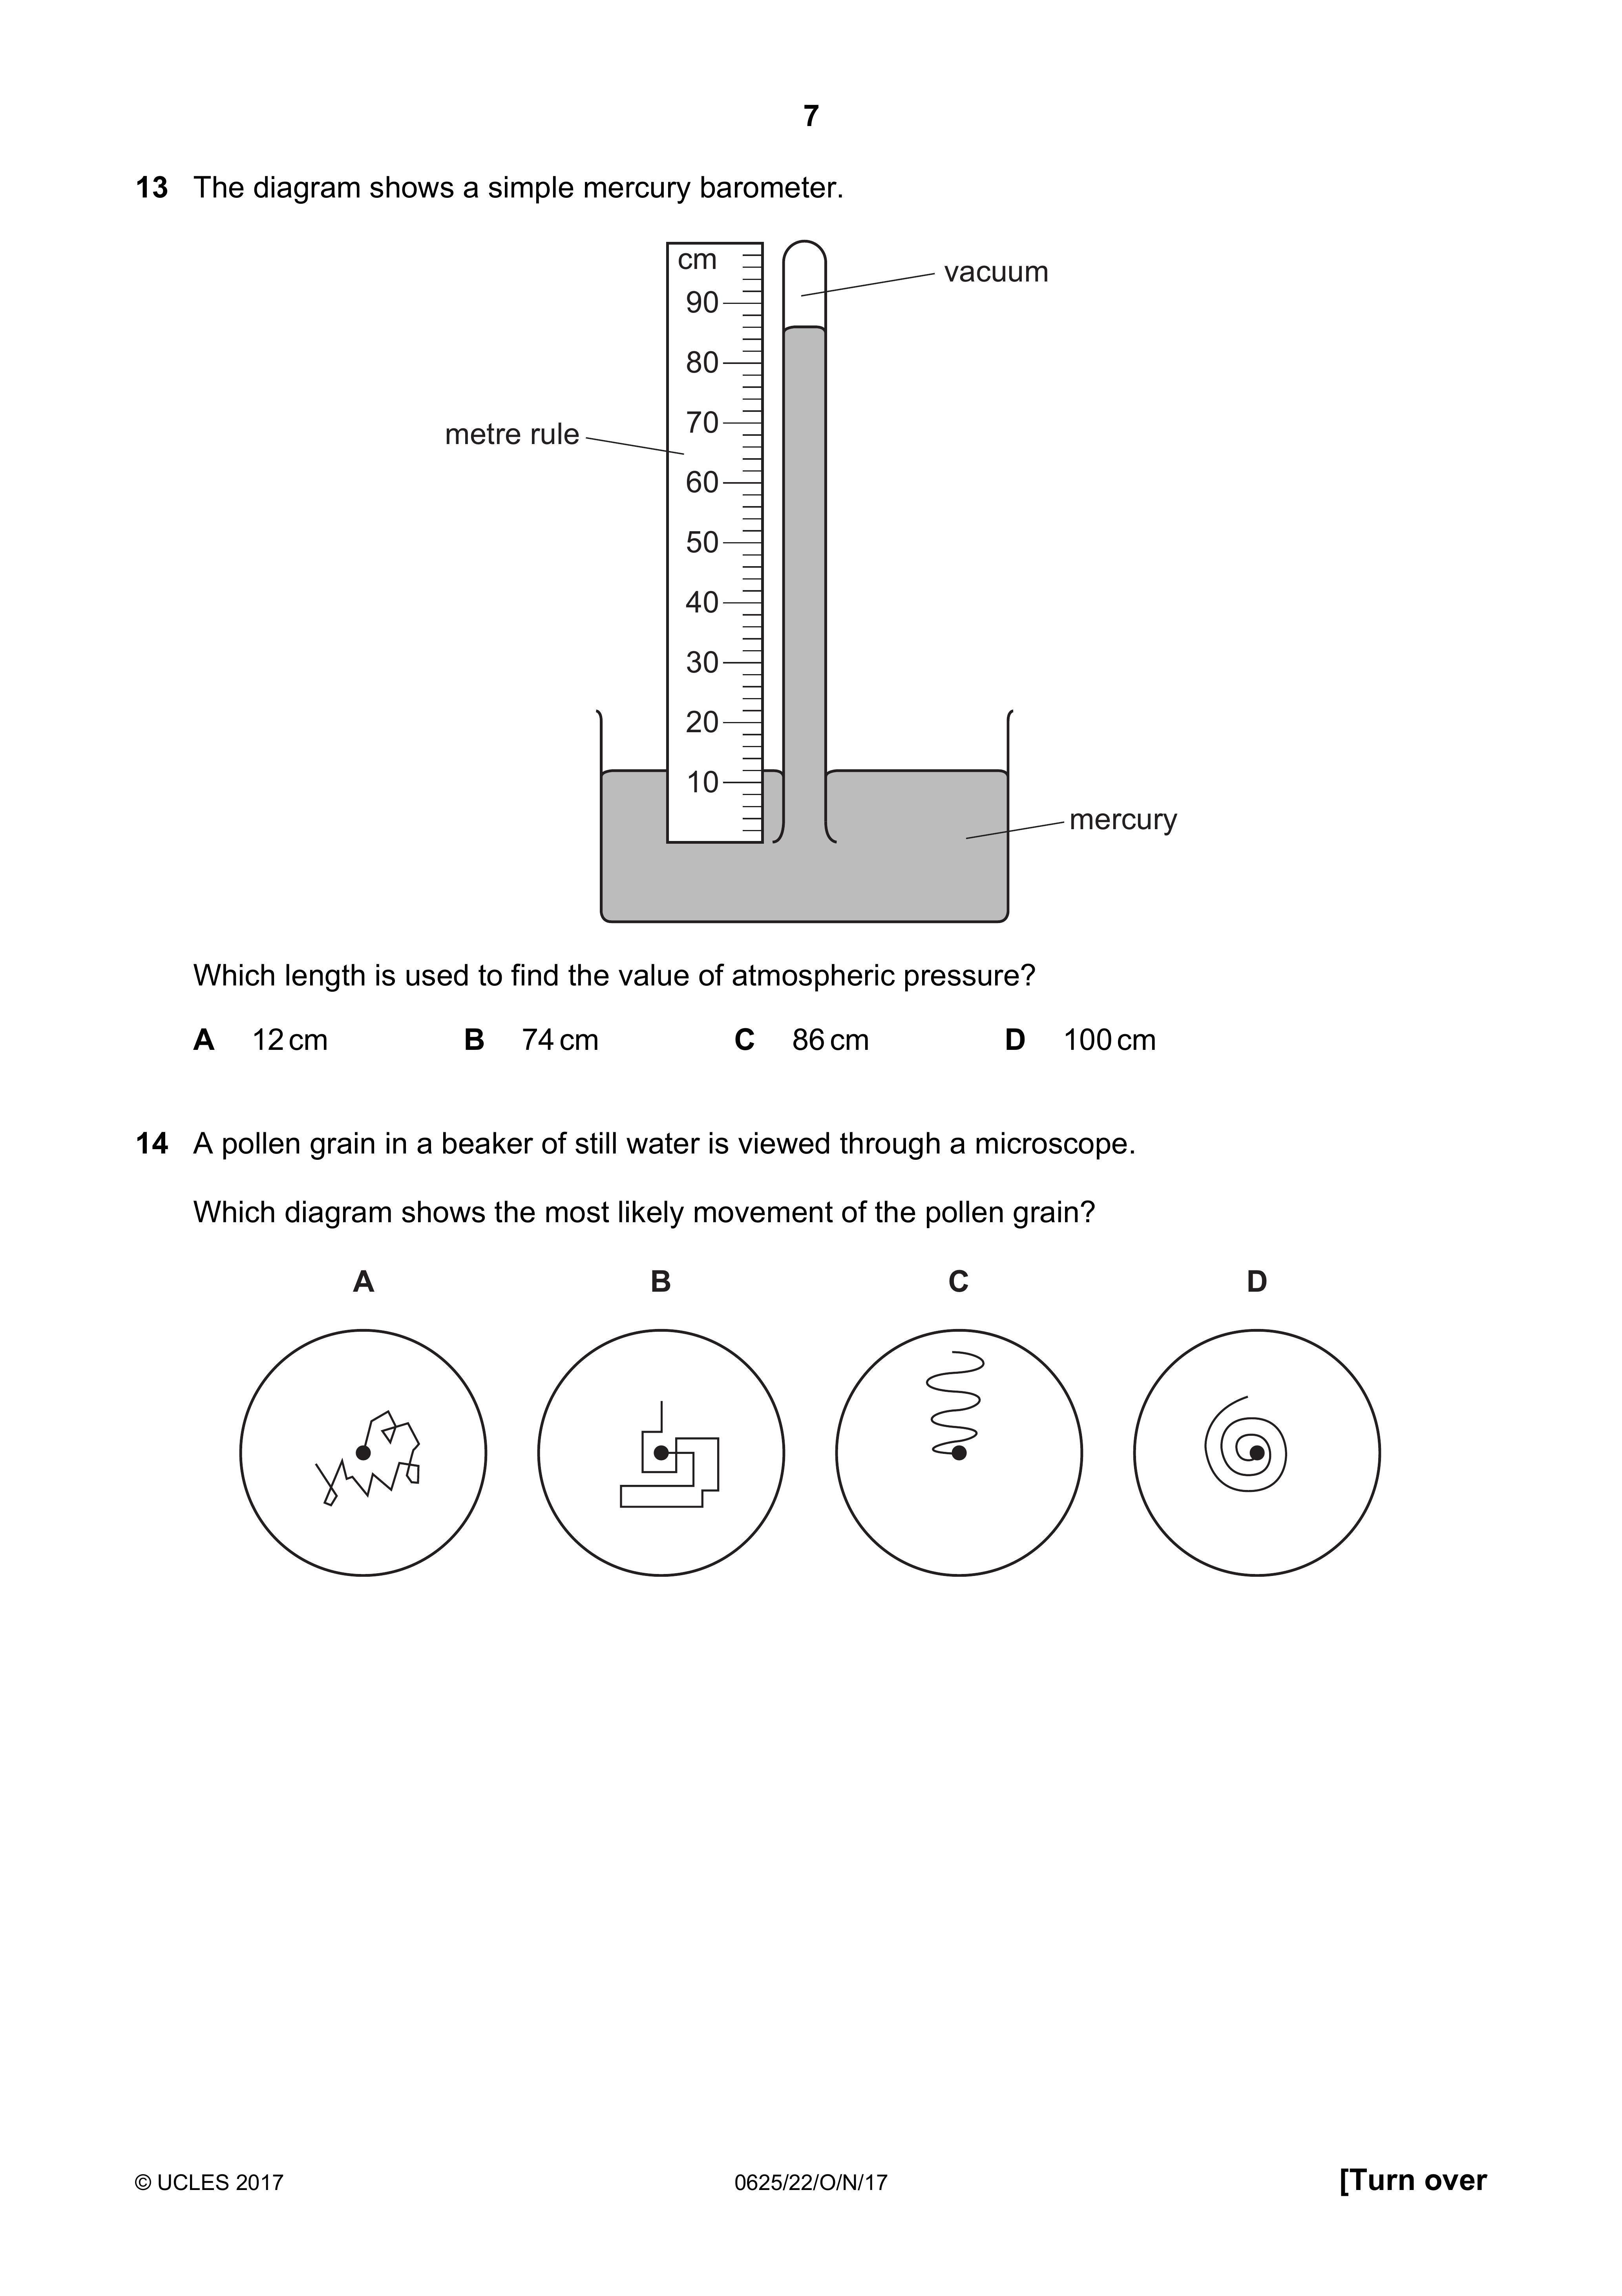 7
13 The diagram shows a simple mercury barometer.
cm
90
80
70
60
50
40
30
20
10
vacuum
metre rule
mercury
Which length is used to find the value of atmospheric pressure?
A 12 cm B 74 cm C 86 cm D 100 cm
14 A pollen grain in a beaker of still water is viewed through a microscope.
Which diagram shows the most likely movement of the pollen grain?
A B C D
© UCLES 2017 0625/22/O/N/17 [Turn over